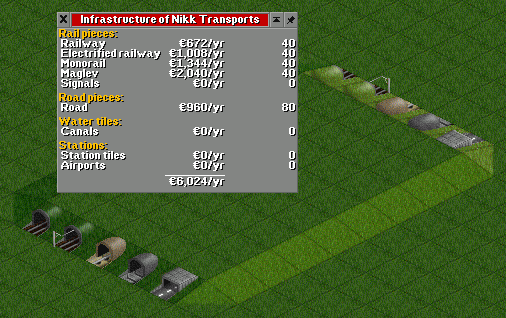 Infrastructure of Nikk Transports
Rail pieces:
Railway €672/yr 40
Electrified railway €1,008/yr 40
Monorail €1,344/yr 40
Maglev €2,040/yr 40
Signals €0/yr 0
Road pieces:
Road €960/yr 80
Water tiles:
Canals €0/yr 0
Stations:
Station tiles €0/yr 0
Airports €0/yr 0
€6,024/yr